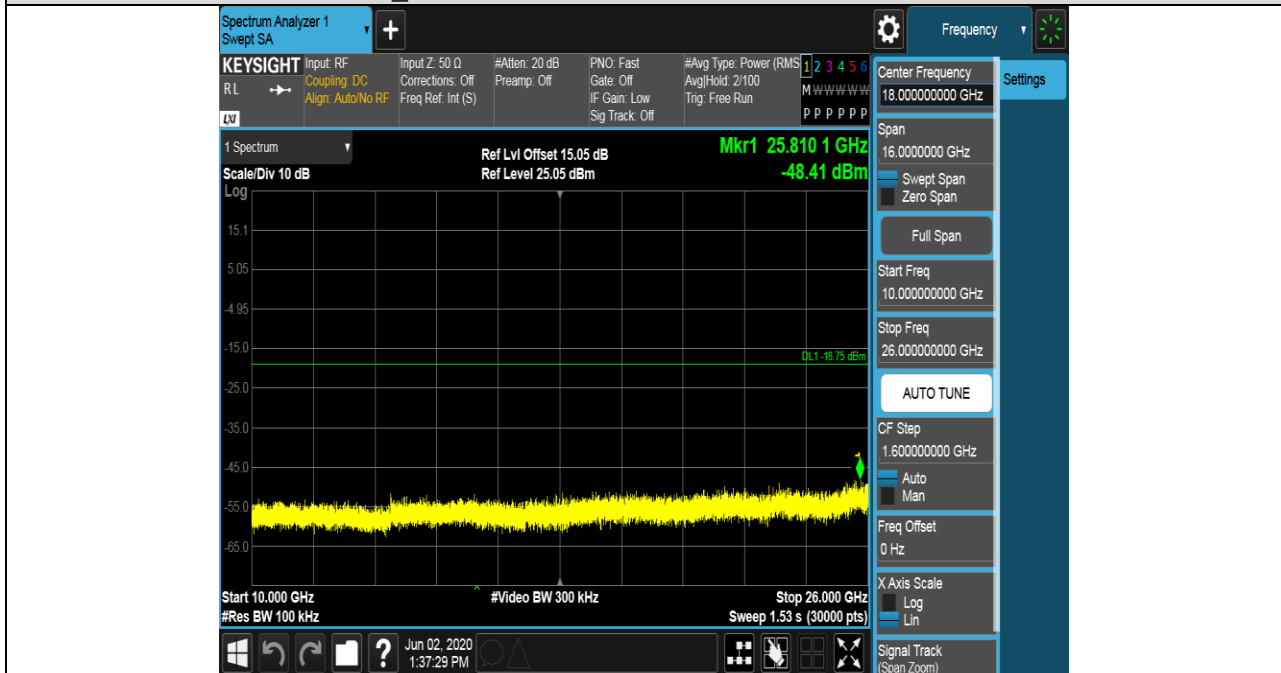 Spectrum Analyzer 1
Swept SA
+
Frequency
KEYSIGHT
RL
LXI
Input: RF
Coupling: DC
Align: Auto/No RF
Input Z: 50 Ω
Corrections: Off
Freq Ref: Int (S)
#Atten: 20 dB
Preamp: Off
PNO: Fast
Gate: Off
IF Gain: Low
Sig Track: Off
#Avg Type: Power (RMS
Avg|Hold: 2/100
Trig: Free Run
1 2 3 4 5 6
M W W W W W
P P P P P P
1 Spectrum
Scale/Div 10 dB
Log
Ref Lvl Offset 15.05 dB
Ref Level 25.05 dBm
Mkr1 25.810 1 GHz
-48.41 dBm
15.1
5.05
-4.95
-15.0
DL1 -18.75 dBm
-25.0
-35.0
-45.0
1
-55.0
-65.0
Start 10.000 GHz
#Video BW 300 kHz
Stop 26.000 GHz
#Res BW 100 kHz
Sweep 1.53 s (30000 pts)
?
Jun 02, 2020
1:37:29 PM
Center Frequency
18.000000000 GHz
Settings
Span
16.0000000 GHz
Swept Span
Zero Span
Full Span
Start Freq
10.000000000 GHz
Stop Freq
26.000000000 GHz
AUTO TUNE
CF Step
1.600000000 GHz
Auto
Man
Freq Offset
0 Hz
X Axis Scale
Log
Lin
Signal Track
(Span Zoom)